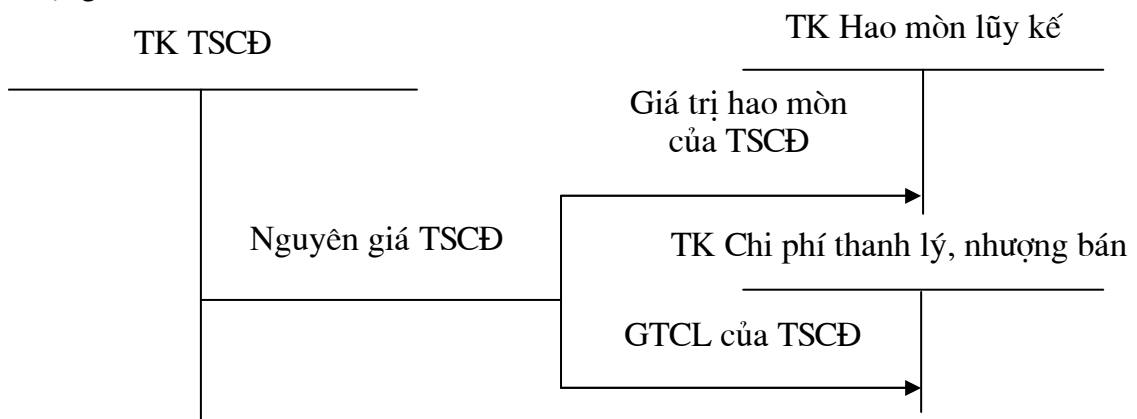 TK TSCĐ
TK Hao mòn lũy kế
Giá trị hao mòn
của TSCĐ
Nguyên giá TSCĐ
TK Chi phí thanh lý, nhượng bán
GTCL của TSCĐ